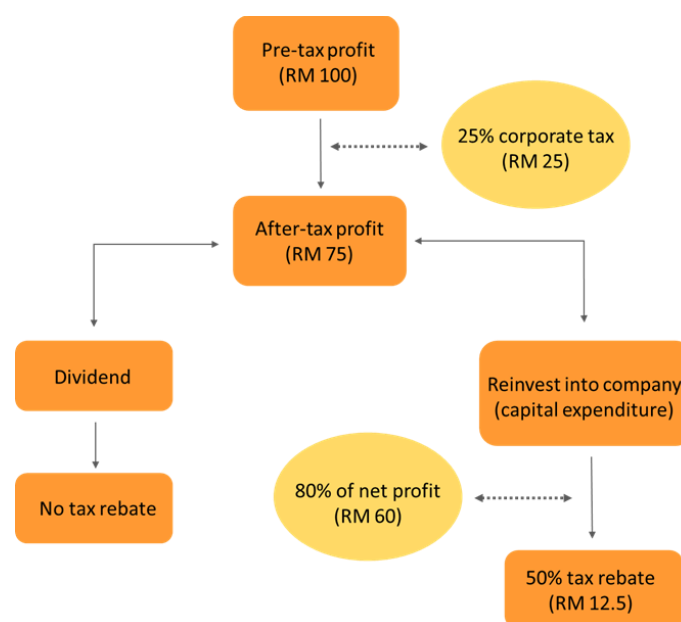 Pre-tax profit
(RM 100)
25% corporate tax
(RM 25)
After-tax profit
(RM 75)
Dividend
Reinvest into company
(capital expenditure)
No tax rebate
80% of net profit
(RM 60)
50% tax rebate
(RM 12.5)